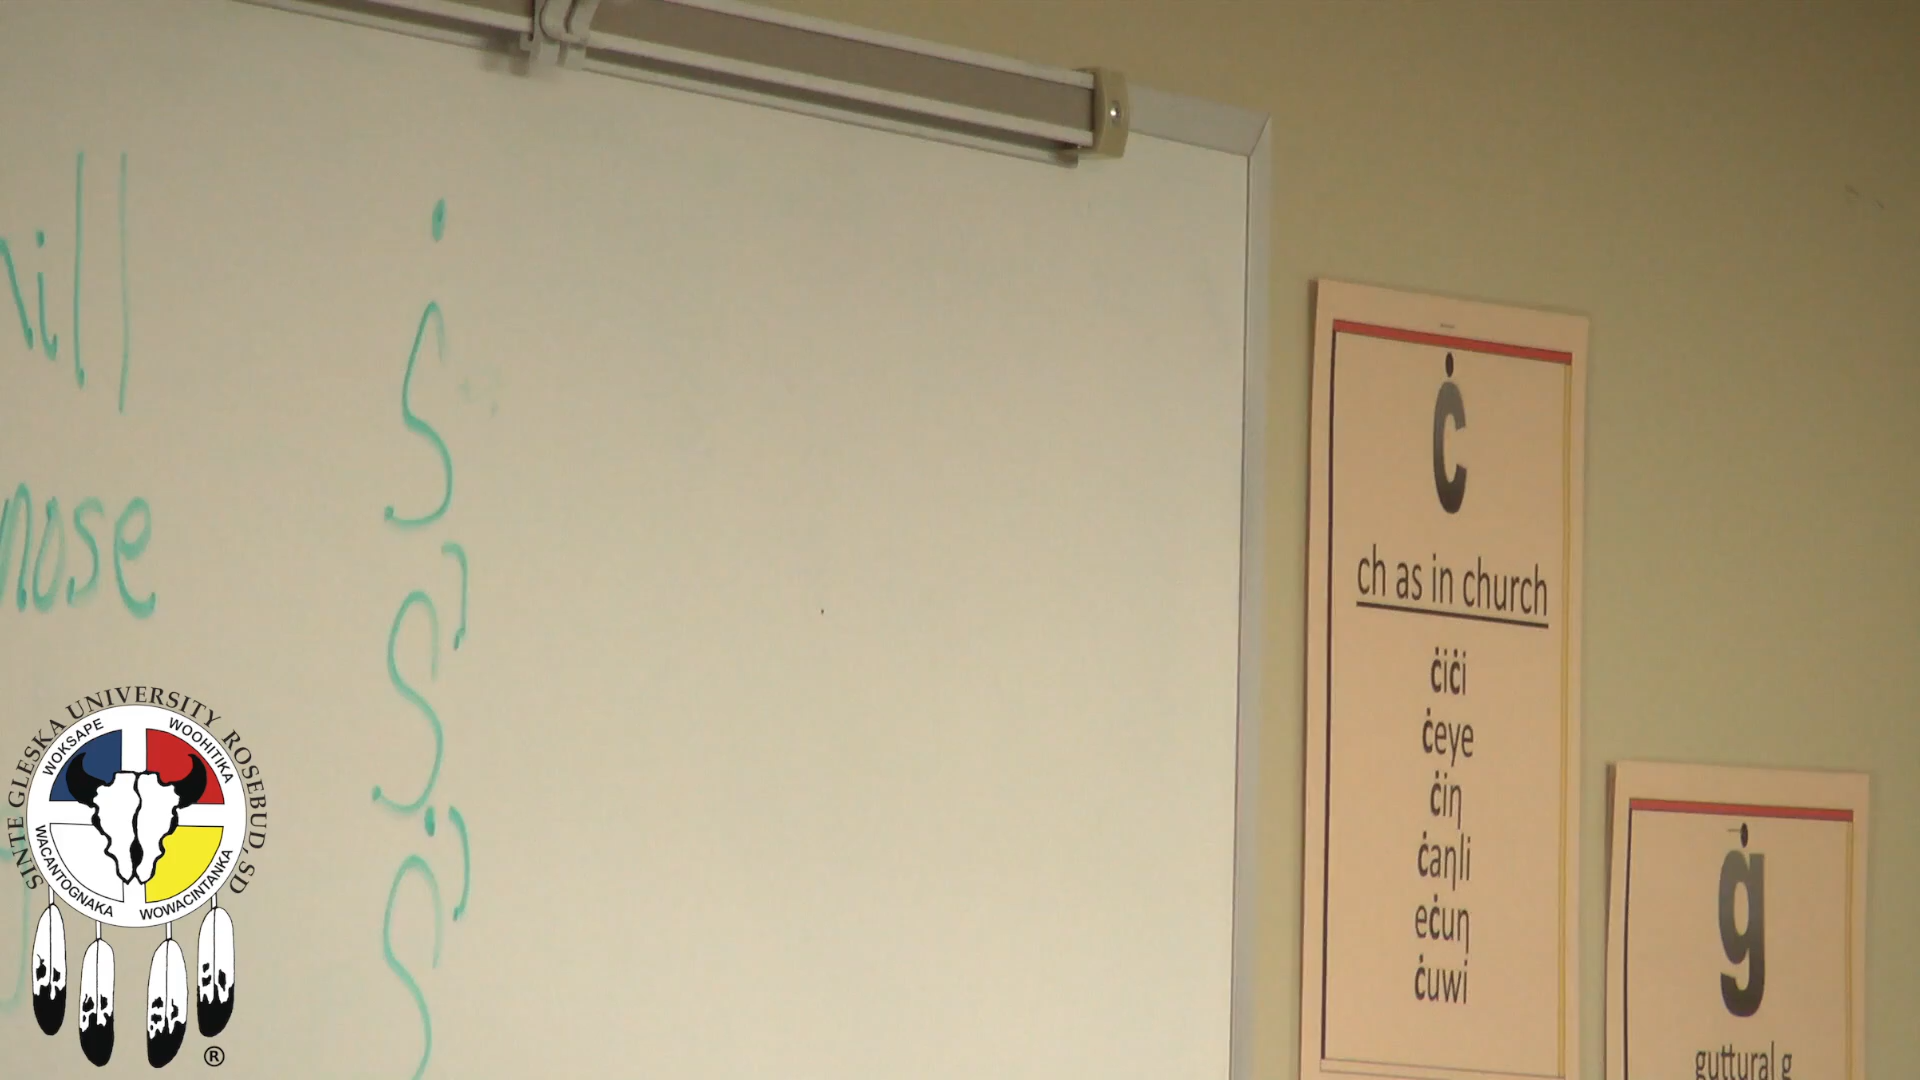 nose
ṡ
s
ṡ
ċ
ch as in church
ċiċi
ċeye
ċiŋ
ċaŋli
eċuŋ
ċuwi
ġ
guttural g
SINTE GLESKA UNIVERSITY ROSEBUD, SD
WOKSAPE
WOOHITIKA
WACANTOGNAKA
WOWACINTANKA
®